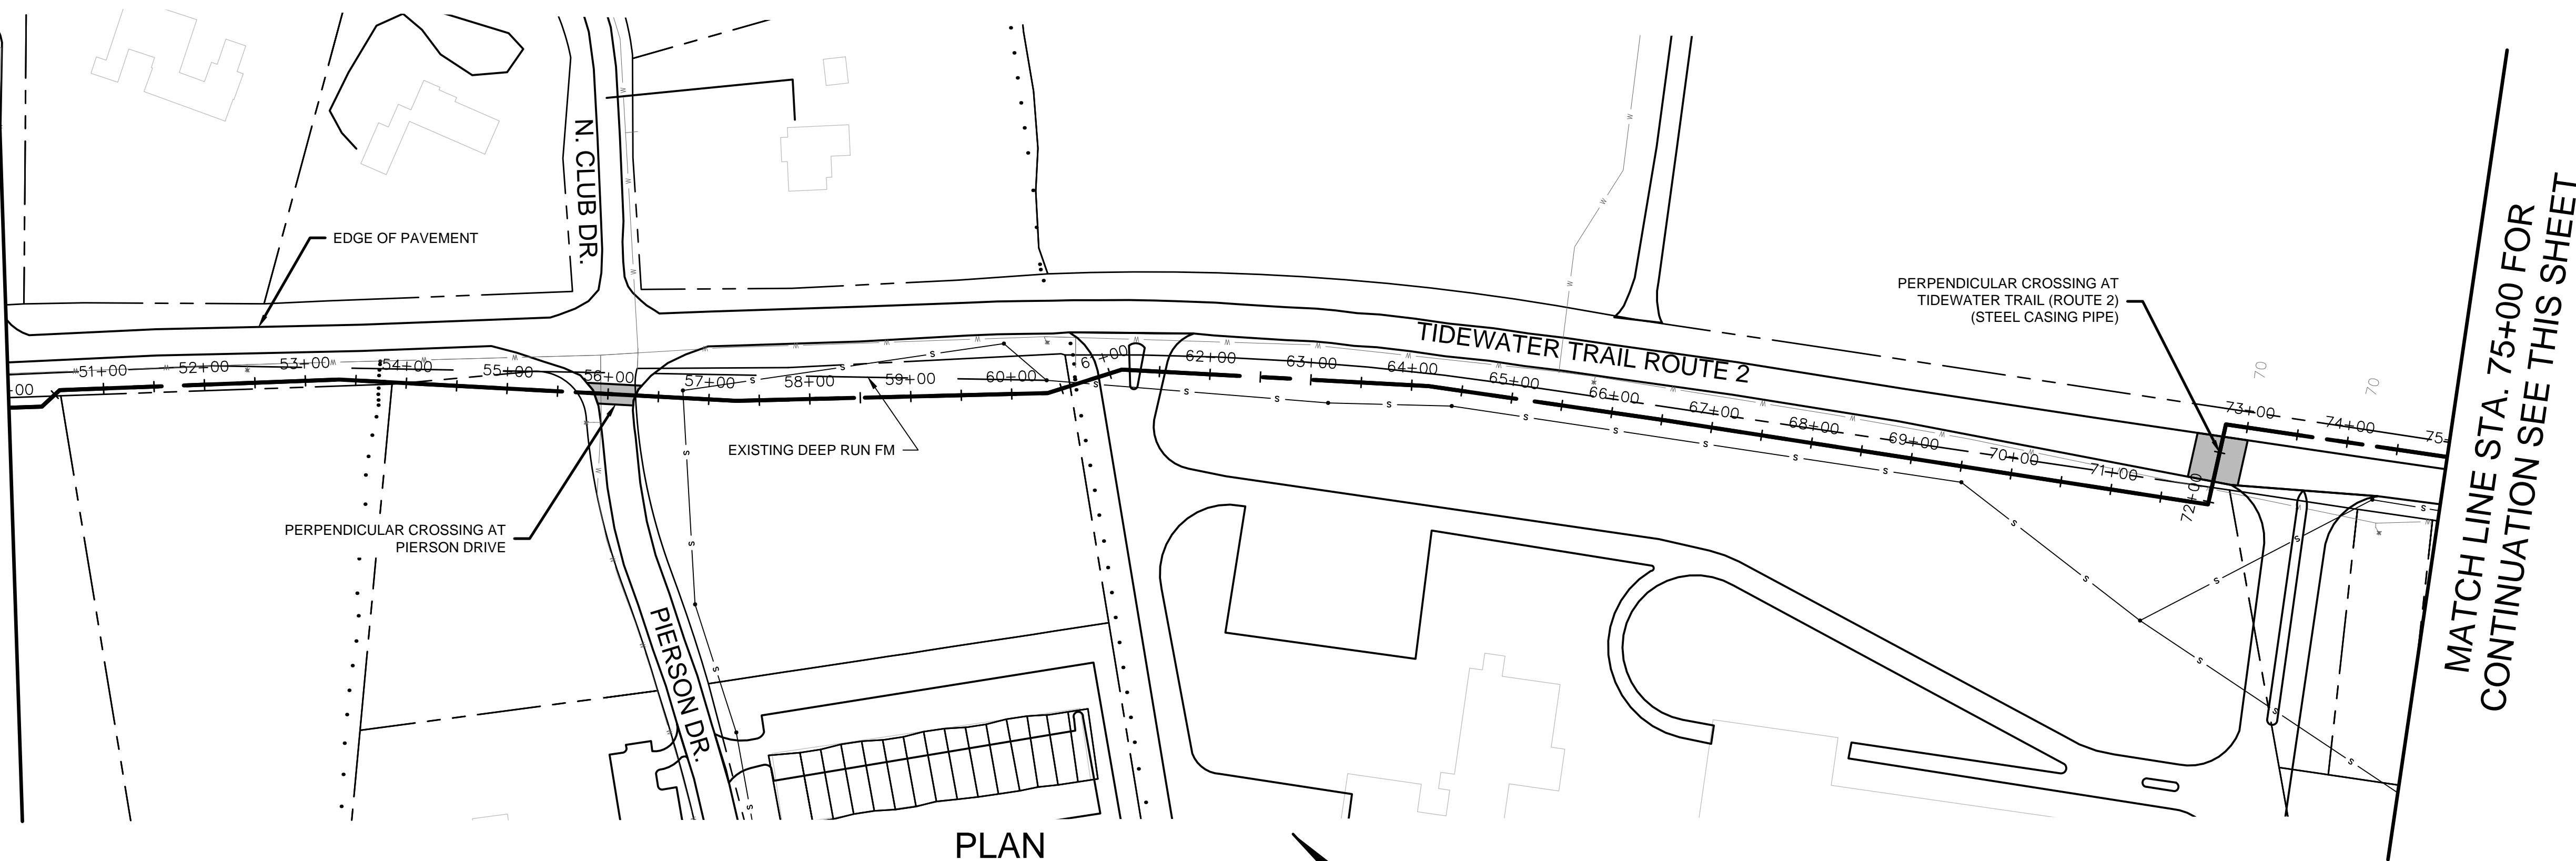 N. CLUB DR.
EDGE OF PAVEMENT
PERPENDICULAR CROSSING AT
TIDEWATER TRAIL (ROUTE 2)
(STEEL CASING PIPE)
TIDEWATER TRAIL ROUTE 2
+00
51+00
52+00
53+00
54+00
55+00
56+00
57+00
58+00
59+00
60+00
61+00
62+00
63+00
64+00
65+00
66+00
67+00
68+00
69+00
70+00
71+00
72+00
73+00
74+00
75
70
70
EXISTING DEEP RUN FM
PERPENDICULAR CROSSING AT
PIERSON DRIVE
PIERSON DR.
MATCH LINE STA. 75+00 FOR
CONTINUATION SEE THIS SHEET
PLAN